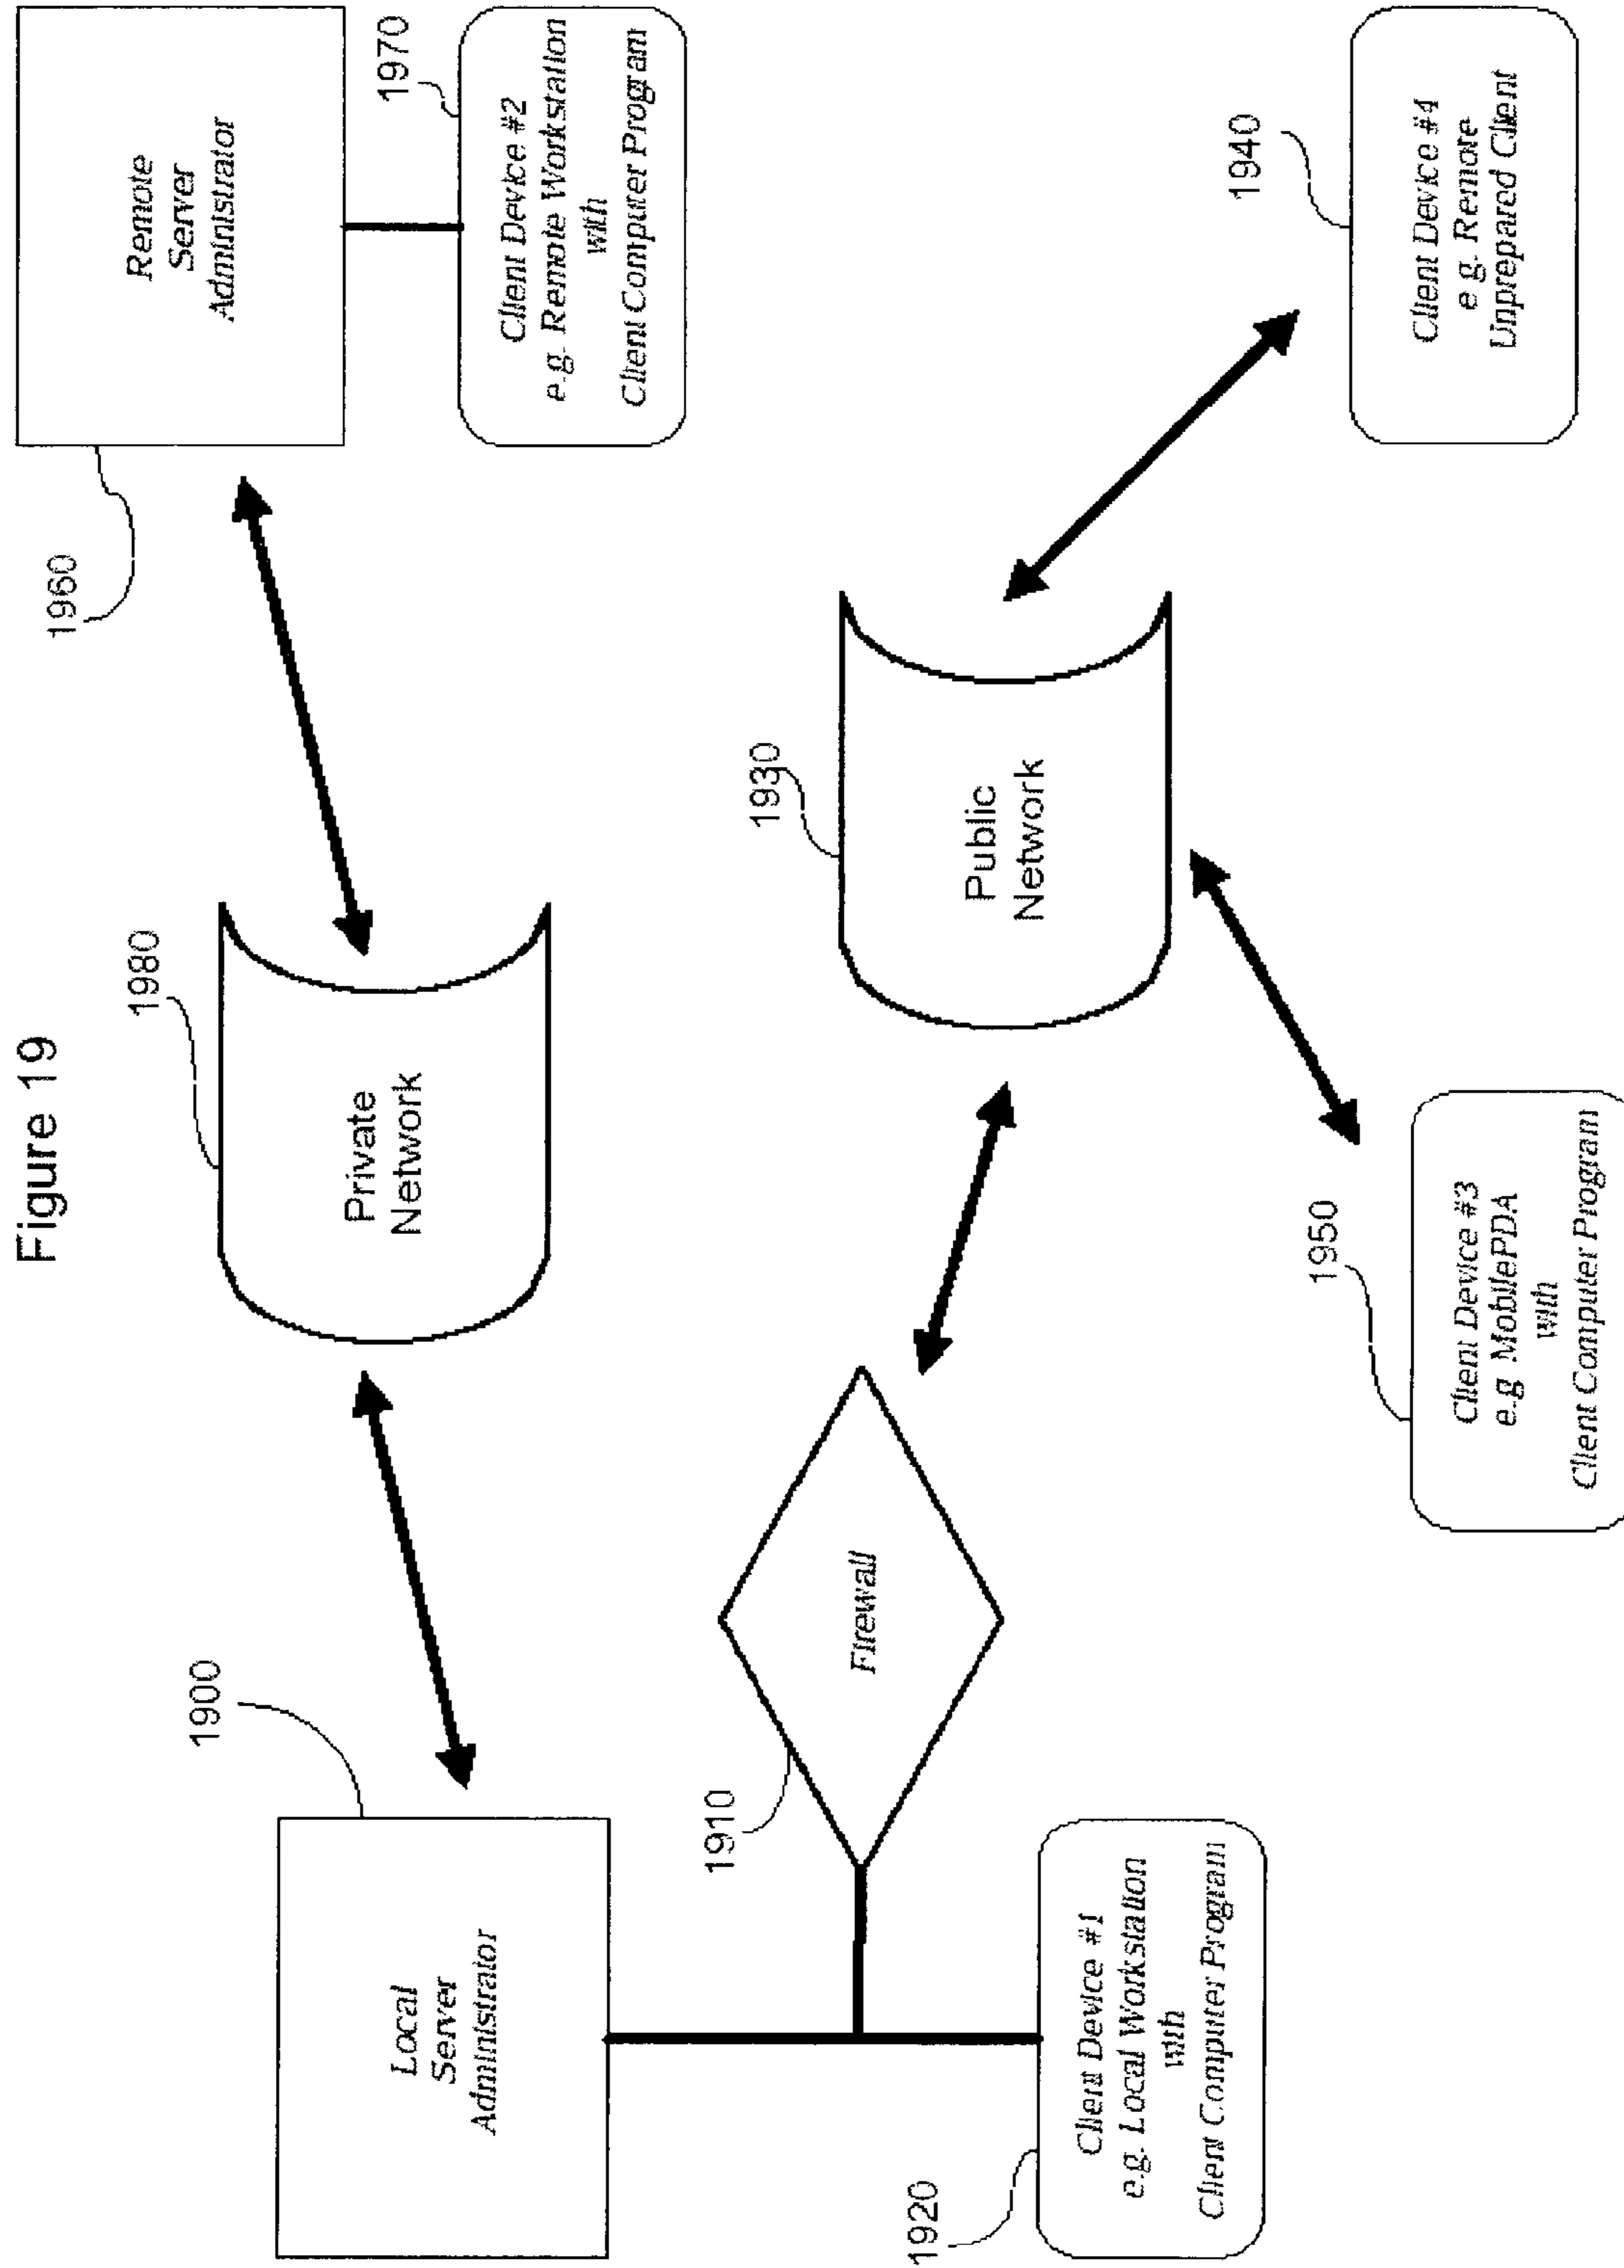 Figure 19
1960
Remote
Server
Administrator
1970
Client Device #2
e.g. Remote Workstation
with
Client Computer Program
1980
Private
Network
1900
Local
Server
Administrator
1910
Firewall
1930
Public
Network
1920
Client Device #1
e.g. Local Workstation
with
Client Computer Program
1950
Client Device #3
e.g MobilePDA
with
Client Computer Program
1940
Client Device #4
e g. Remote
Unprepared Client